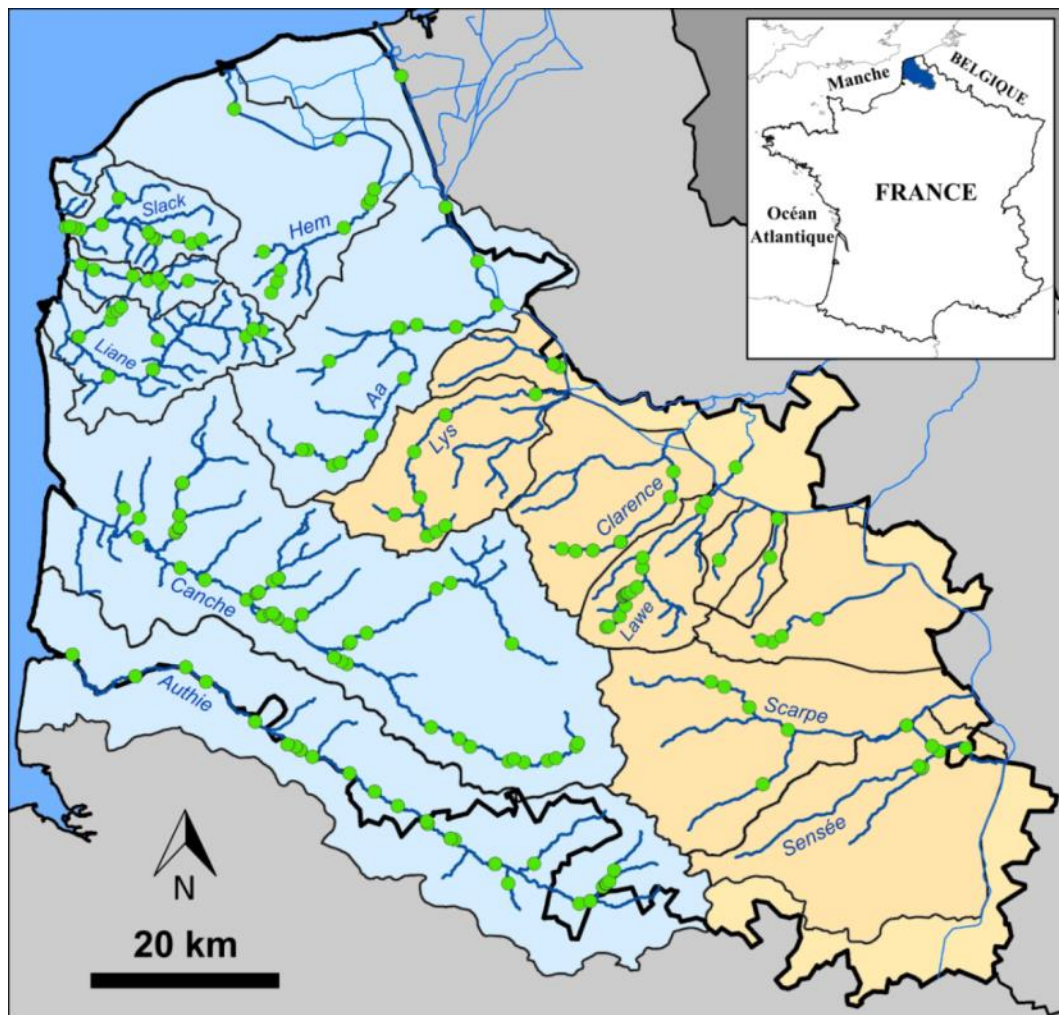 Manche
BELGIQUE
FRANCE
Océan
Atlantique
Slack
Hem
Liane
Aa
Lys
Clarence
Canche
Lawe
Authie
Scarpe
Sensée
N
20 km